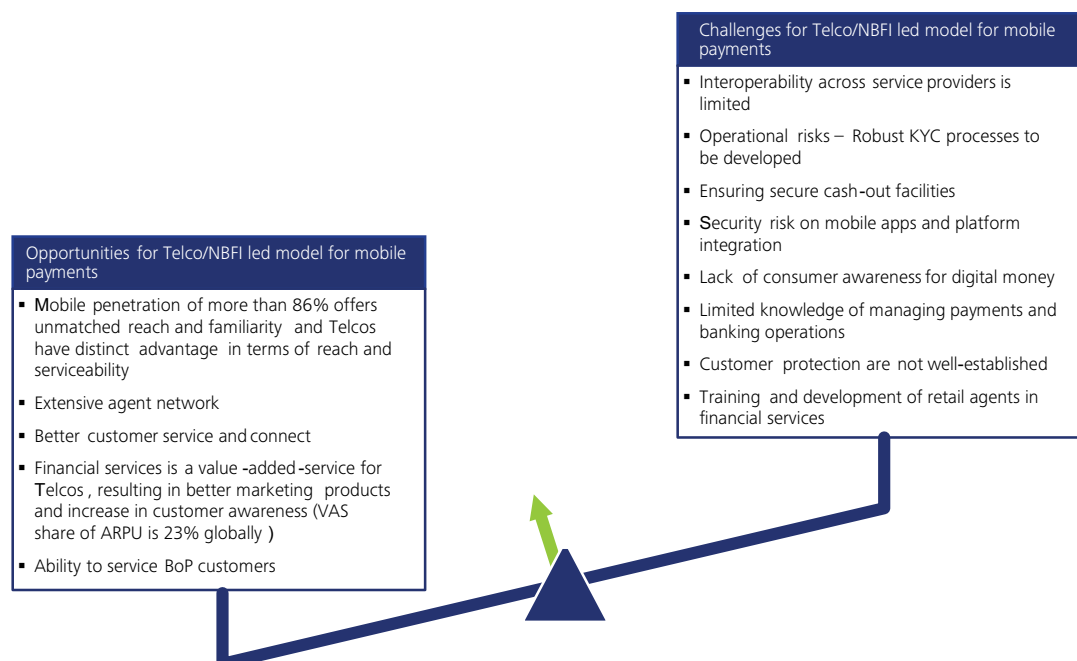 Challenges for Telco/NBFI led model for mobile
payments
▪ Interoperability across service providers is
limited
▪ Operational risks – Robust KYC processes to
be developed
▪ Ensuring secure cash-out facilities
▪ Security risk on mobile apps and platform
integration
▪ Lack of consumer awareness for digital money
▪ Limited knowledge of managing payments and
banking operations
▪ Customer protection are not well-established
▪ Training and development of retail agents in
financial services
Opportunities for Telco/NBFI led model for mobile
payments
▪ Mobile penetration of more than 86% offers
unmatched reach and familiarity and Telcos
have distinct advantage in terms of reach and
serviceability
▪ Extensive agent network
▪ Better customer service and connect
▪ Financial services is a value -added-service for
Telcos , resulting in better marketing products
and increase in customer awareness (VAS
share of ARPU is 23% globally )
▪ Ability to service BoP customers